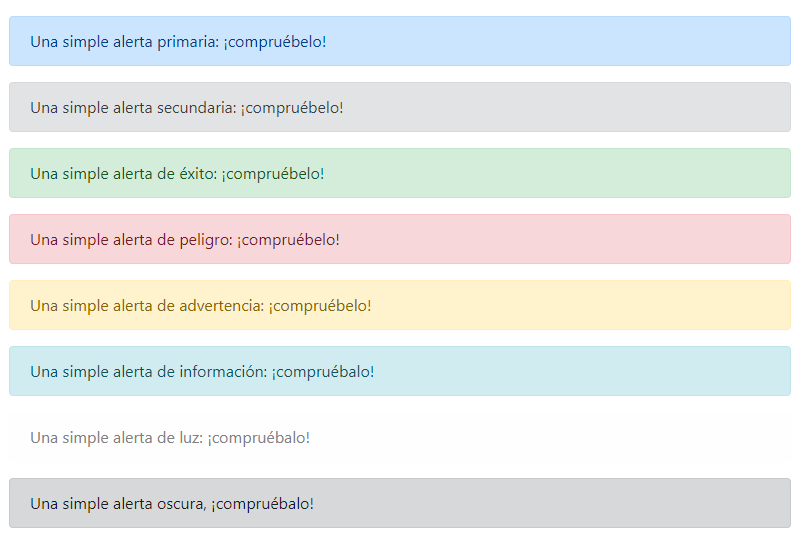 Una simple alerta primaria: ¡compruébelo!
Una simple alerta secundaria: ¡compruébelo!
Una simple alerta de éxito: ¡compruébelo!
Una simple alerta de peligro: ¡compruébelo!
Una simple alerta de advertencia: ¡compruébelo!
Una simple alerta de información: ¡compruébalo!
Una simple alerta de luz: ¡compruébalo!
Una simple alerta oscura, ¡compruébalo!